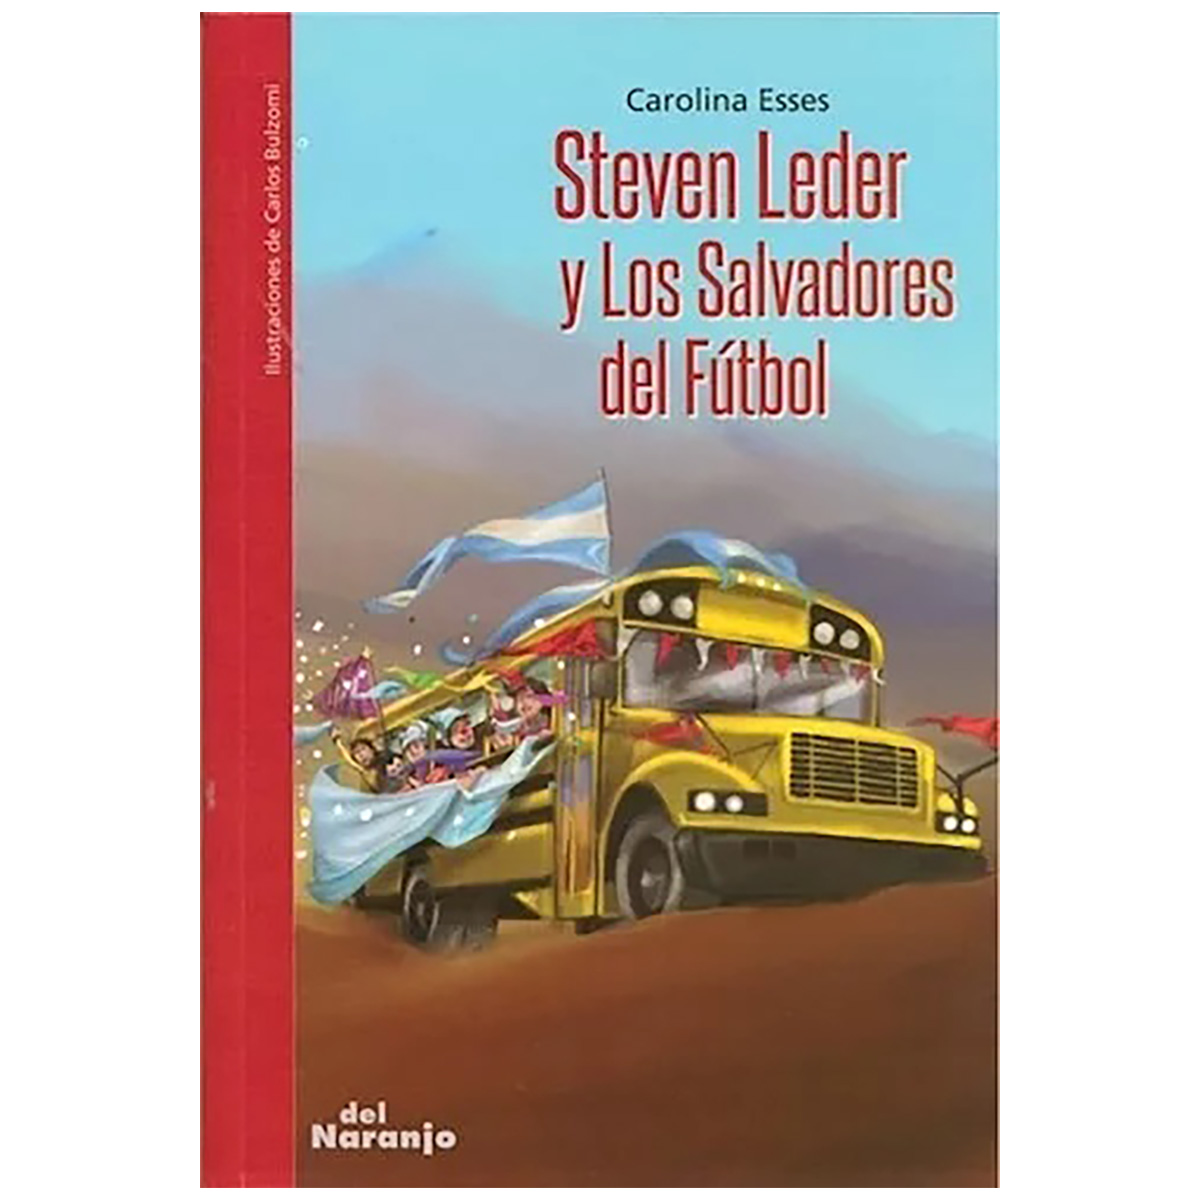 Ilustraciones de Carlos Bulzomi
Carolina Esses
Steven Leder
y Los Salvadores
del Fútbol
del
Naranjo